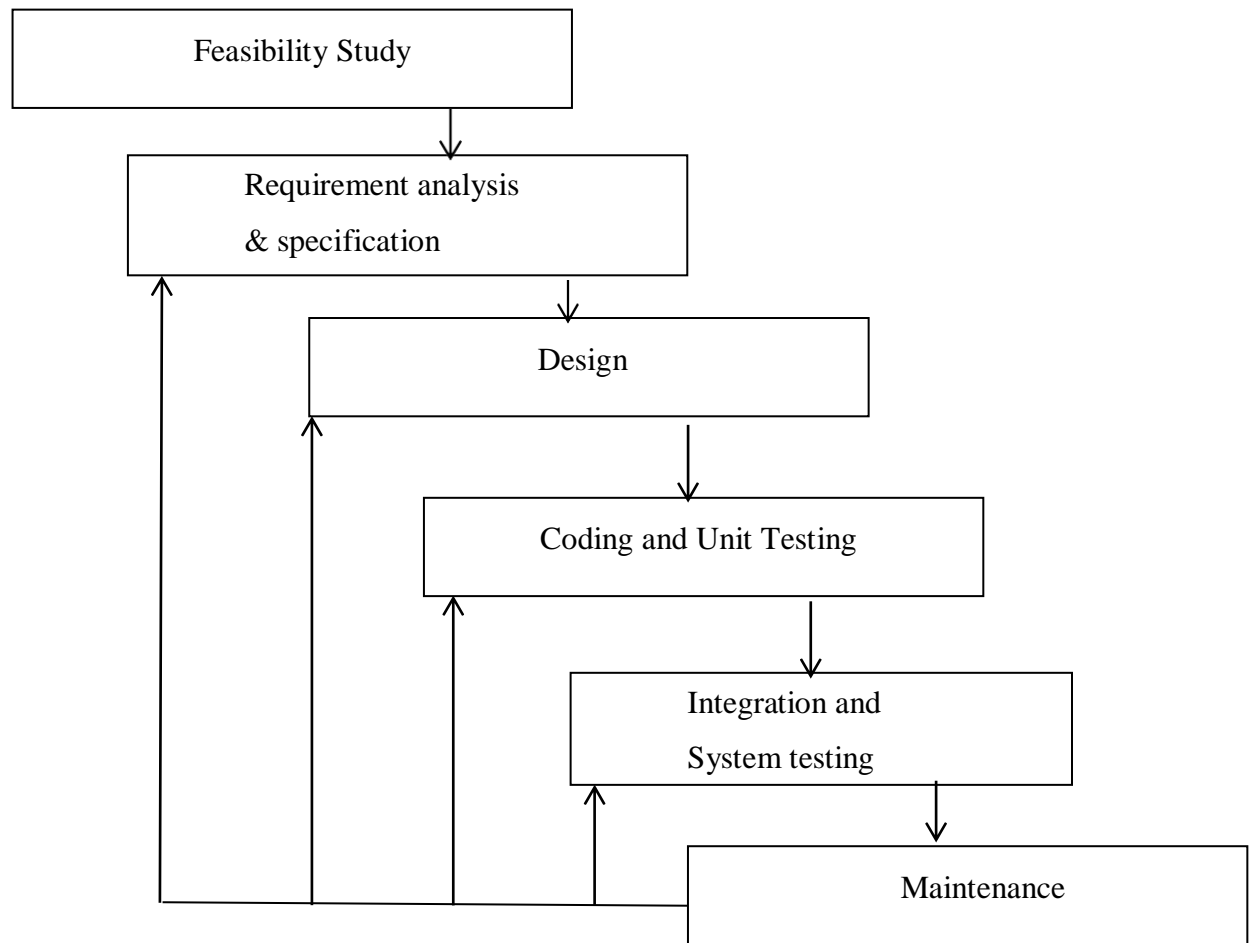 Feasibility Study
Requirement analysis
& specification
Design
Coding and Unit Testing
Integration and
System testing
Maintenance